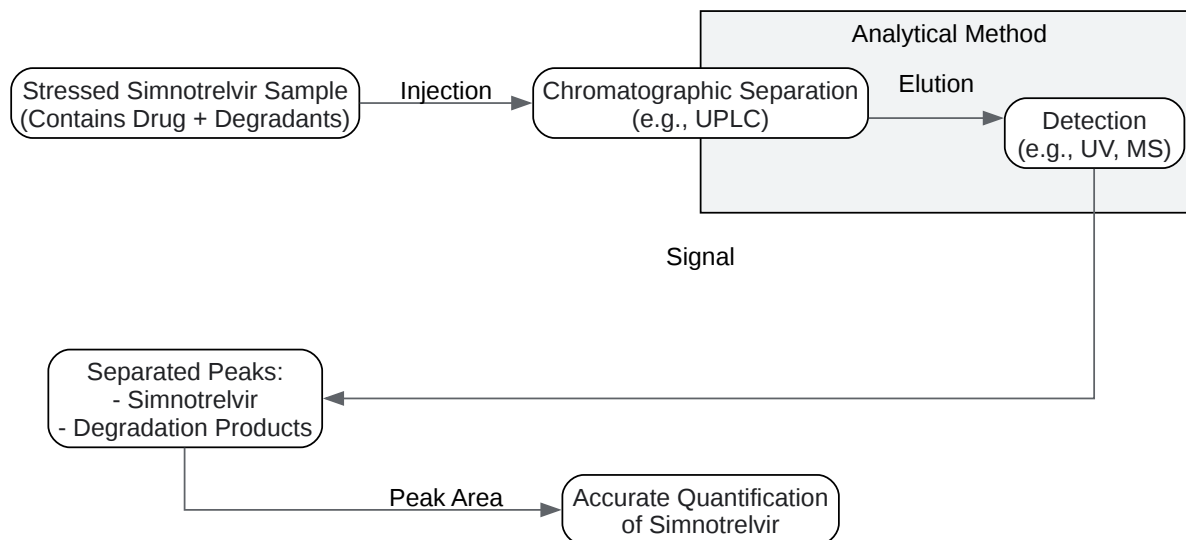 Analytical Method
Stressed Simnotrelvir Sample
(Contains Drug + Degradants)
Injection
Chromatographic Separation
(e.g., UPLC)
Elution
Detection
(e.g., UV, MS)
Signal
Separated Peaks:
- Simnotrelvir
- Degradation Products
Peak Area
Accurate Quantification
of Simnotrelvir